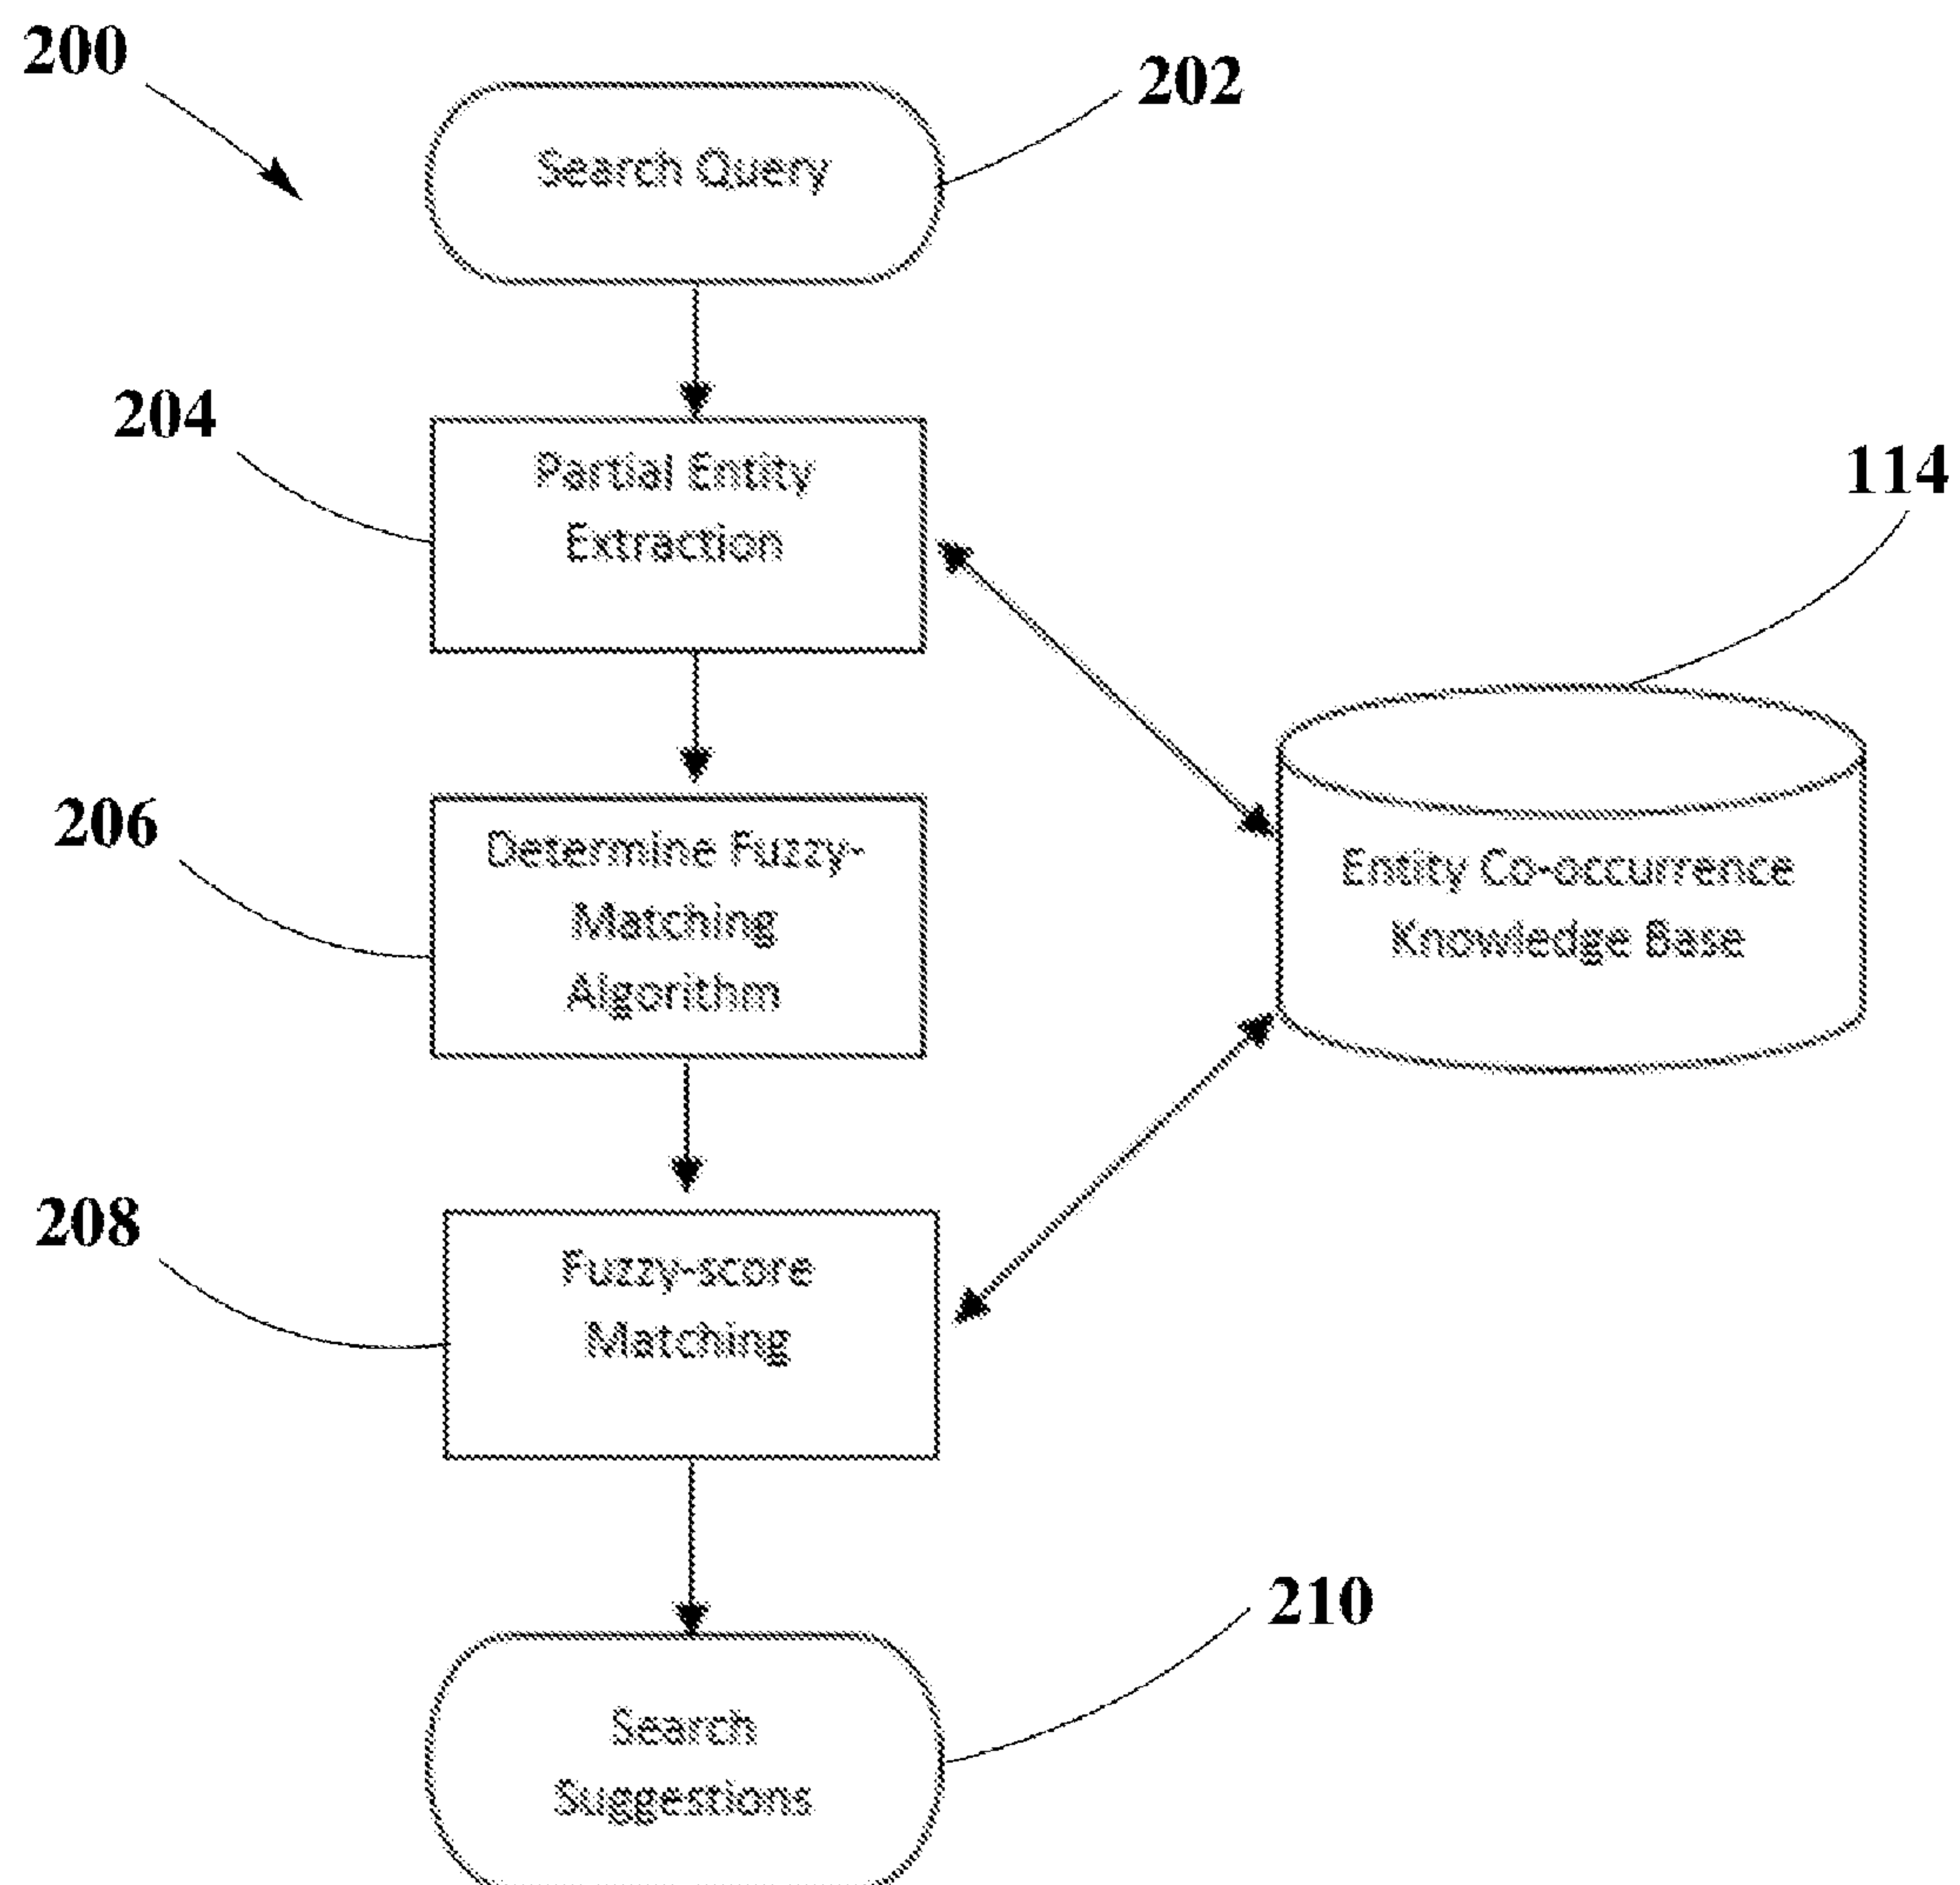 200
202
Search Query
204
Partial Entity
Extraction
114
206
Determine Fuzzy-
Matching
Algorithm
Entity Co-occurrence
Knowledge Base
208
Fuzzy-score
Matching
210
Search
Suggestions